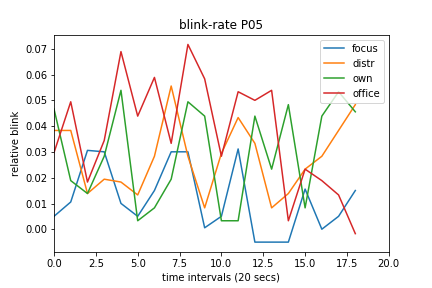 blink-rate P05
focus
distr
own
office
relative blink
0.07
0.06
0.05
0.04
0.03
0.02
0.01
0.00
0.0 2.5 5.0 7.5 10.0 12.5 15.0 17.5 20.0
time intervals (20 secs)